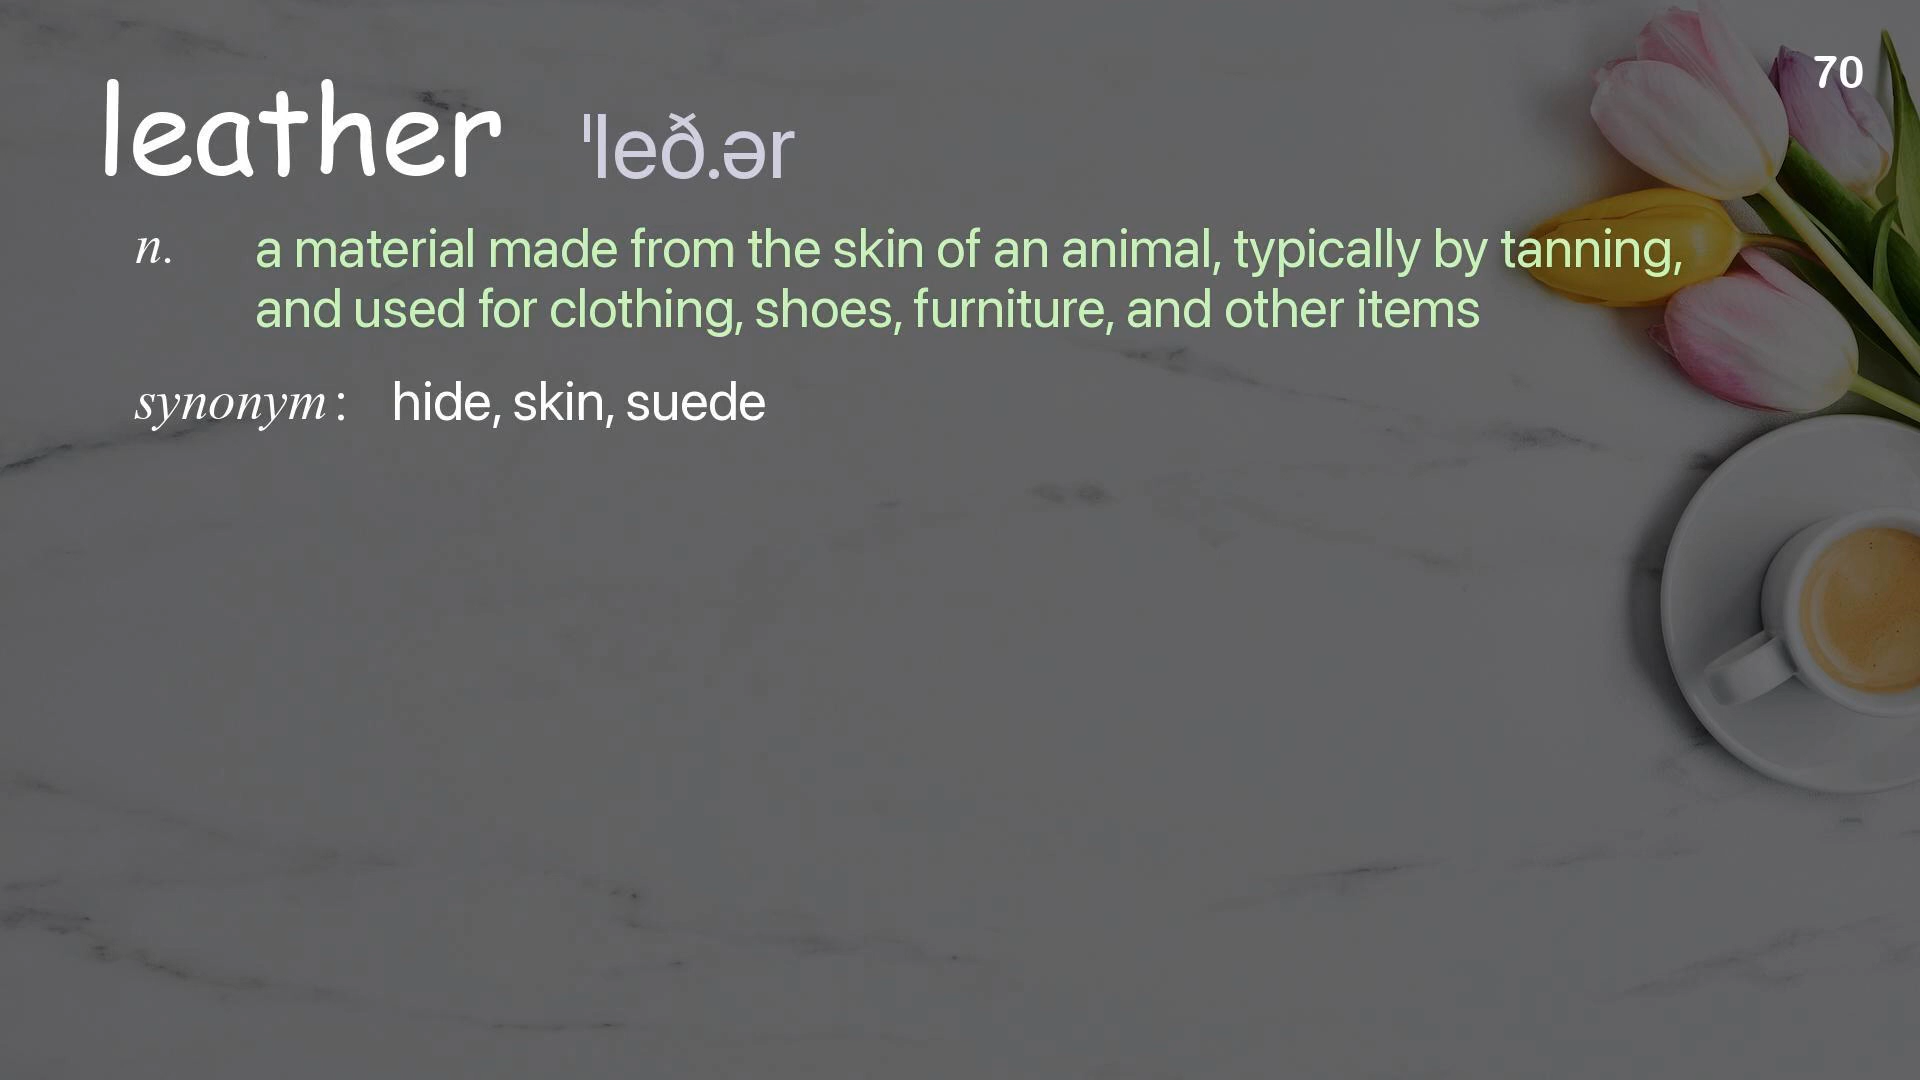 70
leather ˈleð.ər
n. a material made from the skin of an animal, typically by tanning,
and used for clothing, shoes, furniture, and other items
synonym: hide, skin, suede